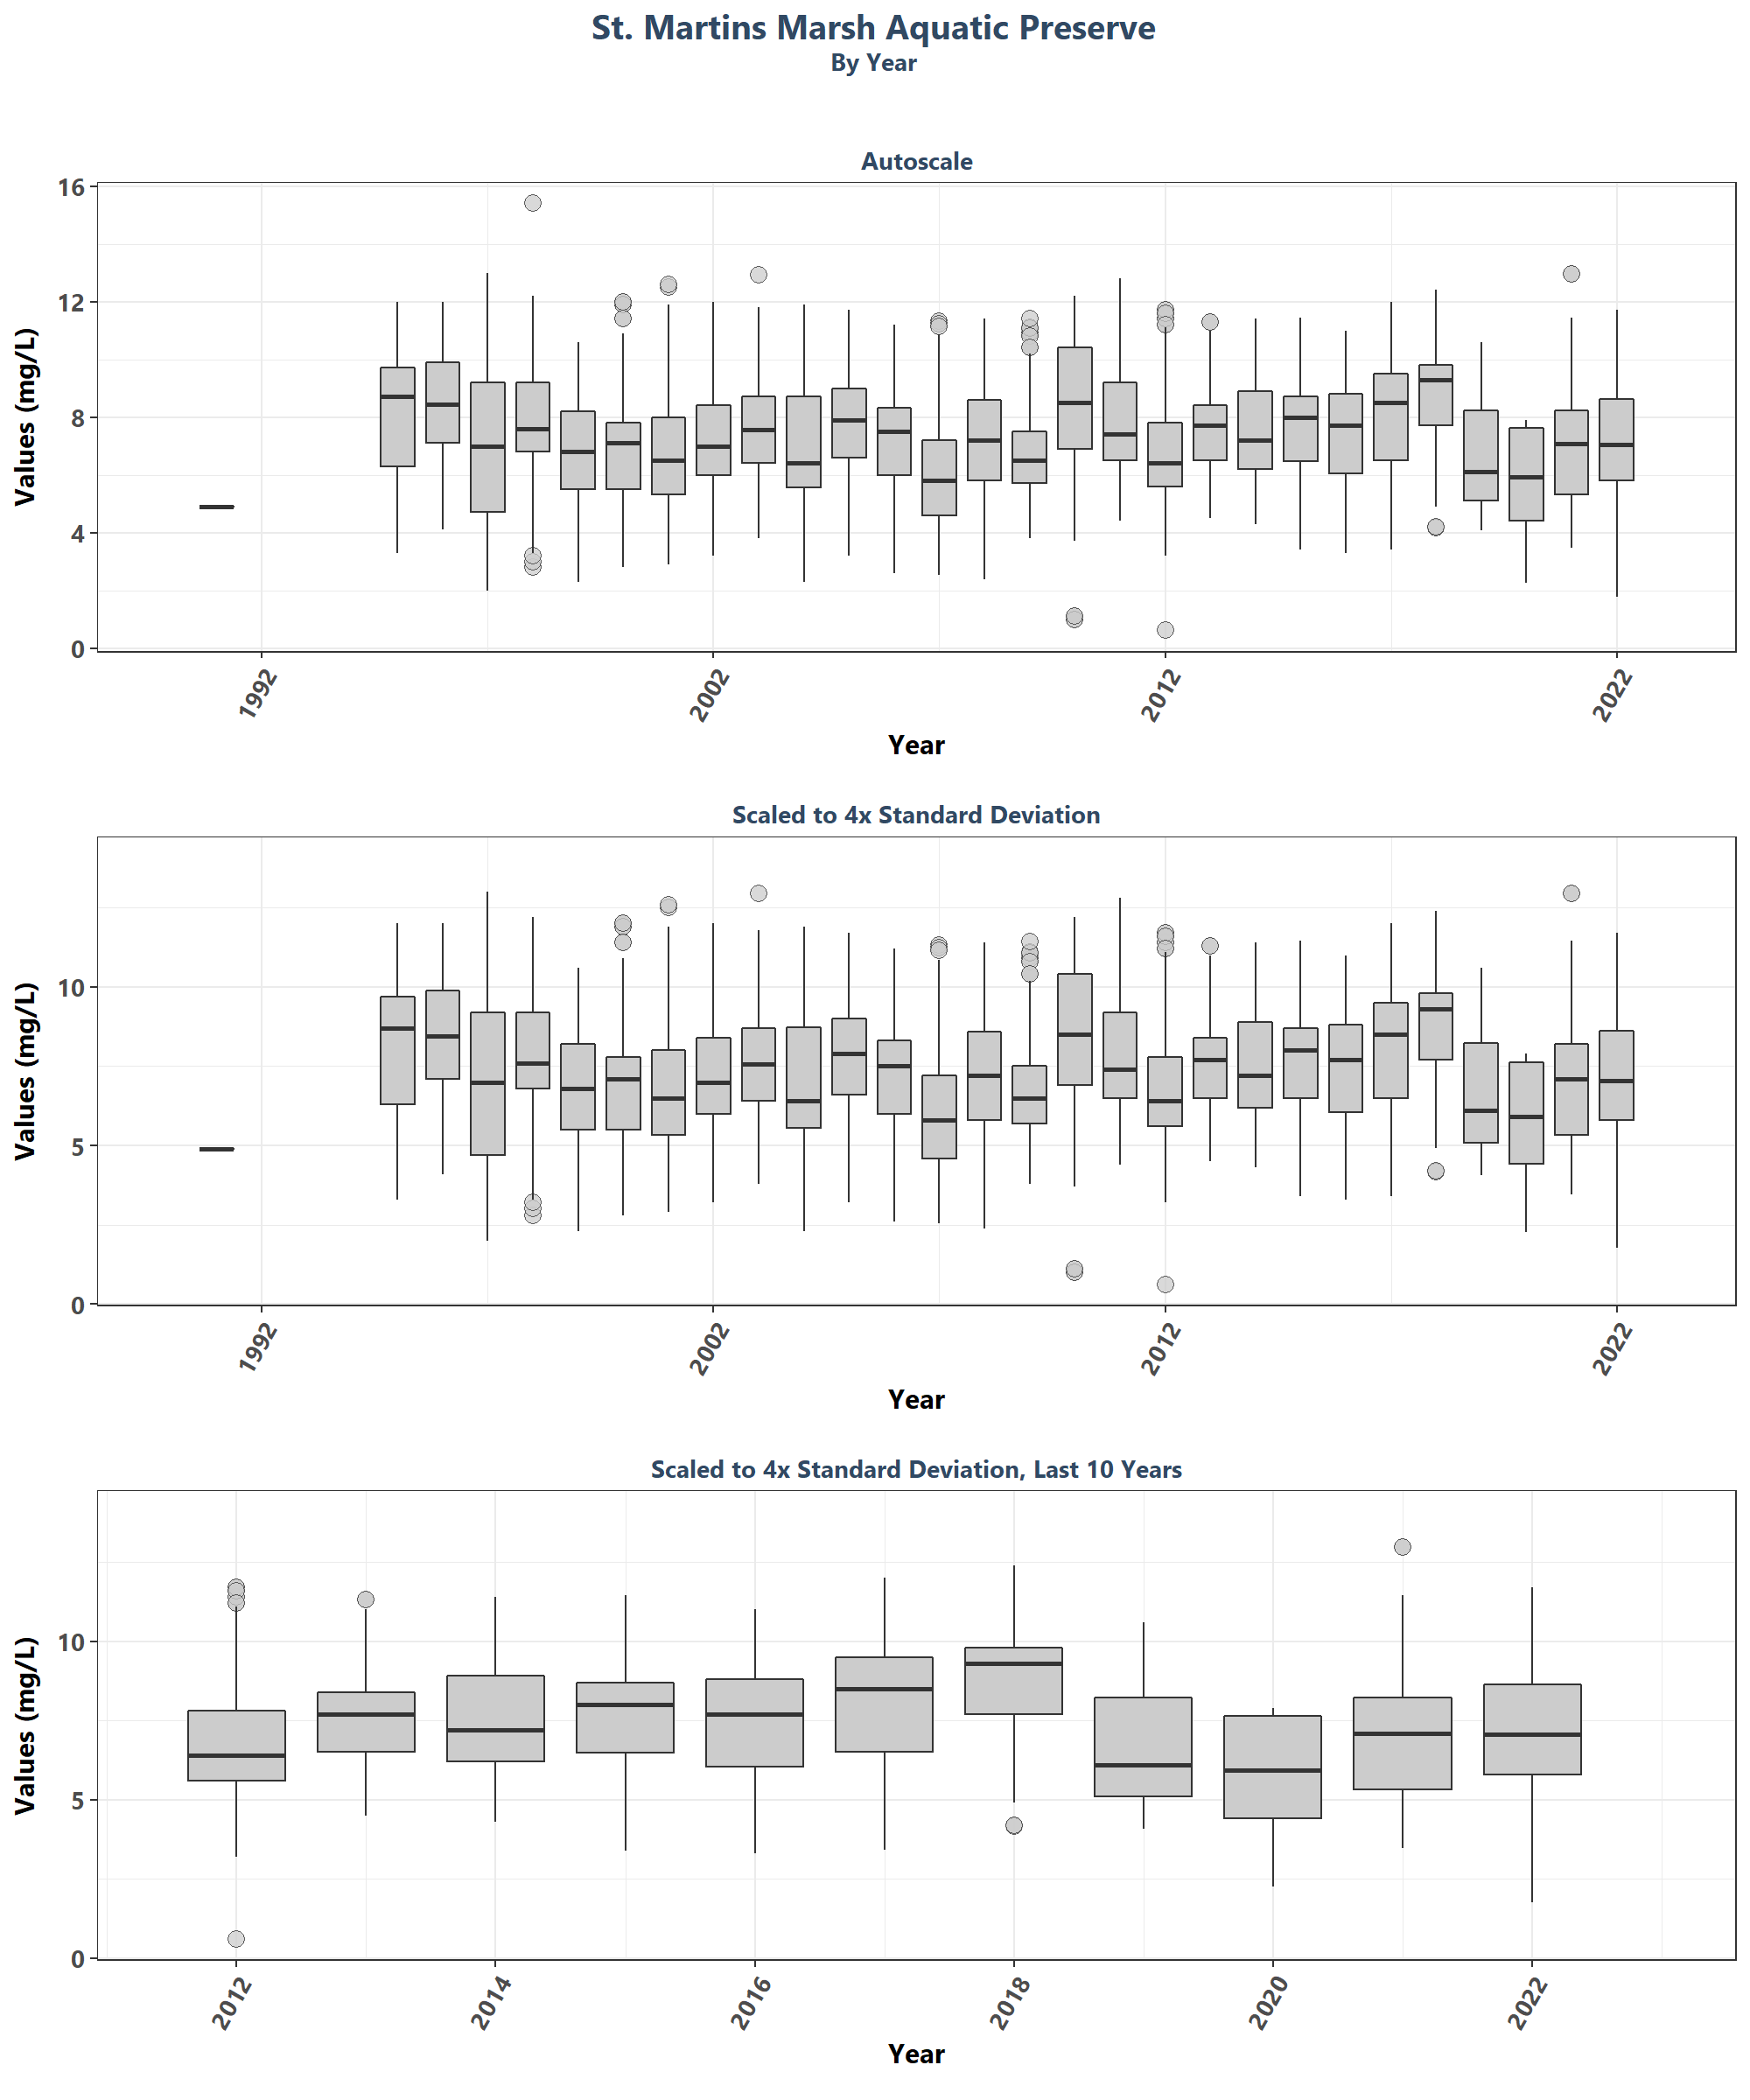 St. Martins Marsh Aquatic Preserve
By Year
Autoscale
Values (mg/L)
16
12
8
4
0
1992
2002
2012
2022
Year
Scaled to 4x Standard Deviation
Values (mg/L)
10
5
0
1992
2002
2012
2022
Year
Scaled to 4x Standard Deviation, Last 10 Years
Values (mg/L)
10
5
0
2012
2014
2016
2018
2020
2022
Year